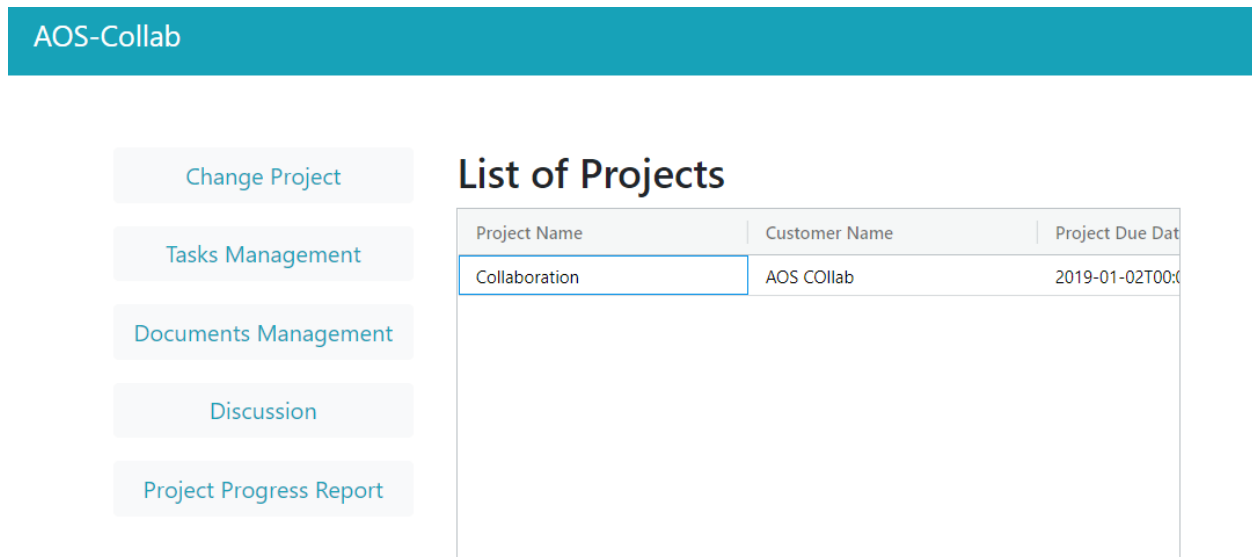 AOS-Collab
Change Project
Tasks Management
Documents Management
Discussion
Project Progress Report
List of Projects
Project Name Customer Name Project Due Dat
Collaboration AOS COllab 2019-01-02T00: